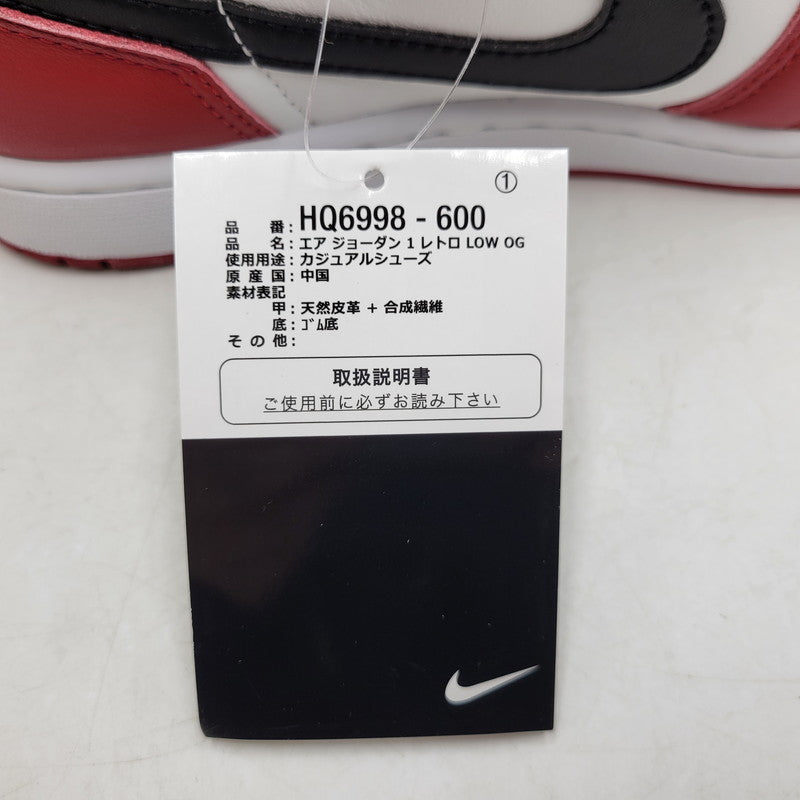 ①
品 番：HQ6998 - 600
品 名：エア ジョーダン 1 レトロ LOW OG
使用用途：カジュアルシューズ
原 産 国：中国
素材表記
甲：天然皮革 + 合成繊維
底：ｺﾞﾑ底
そ の 他：
取扱説明書
ご使用前に必ずお読み下さい